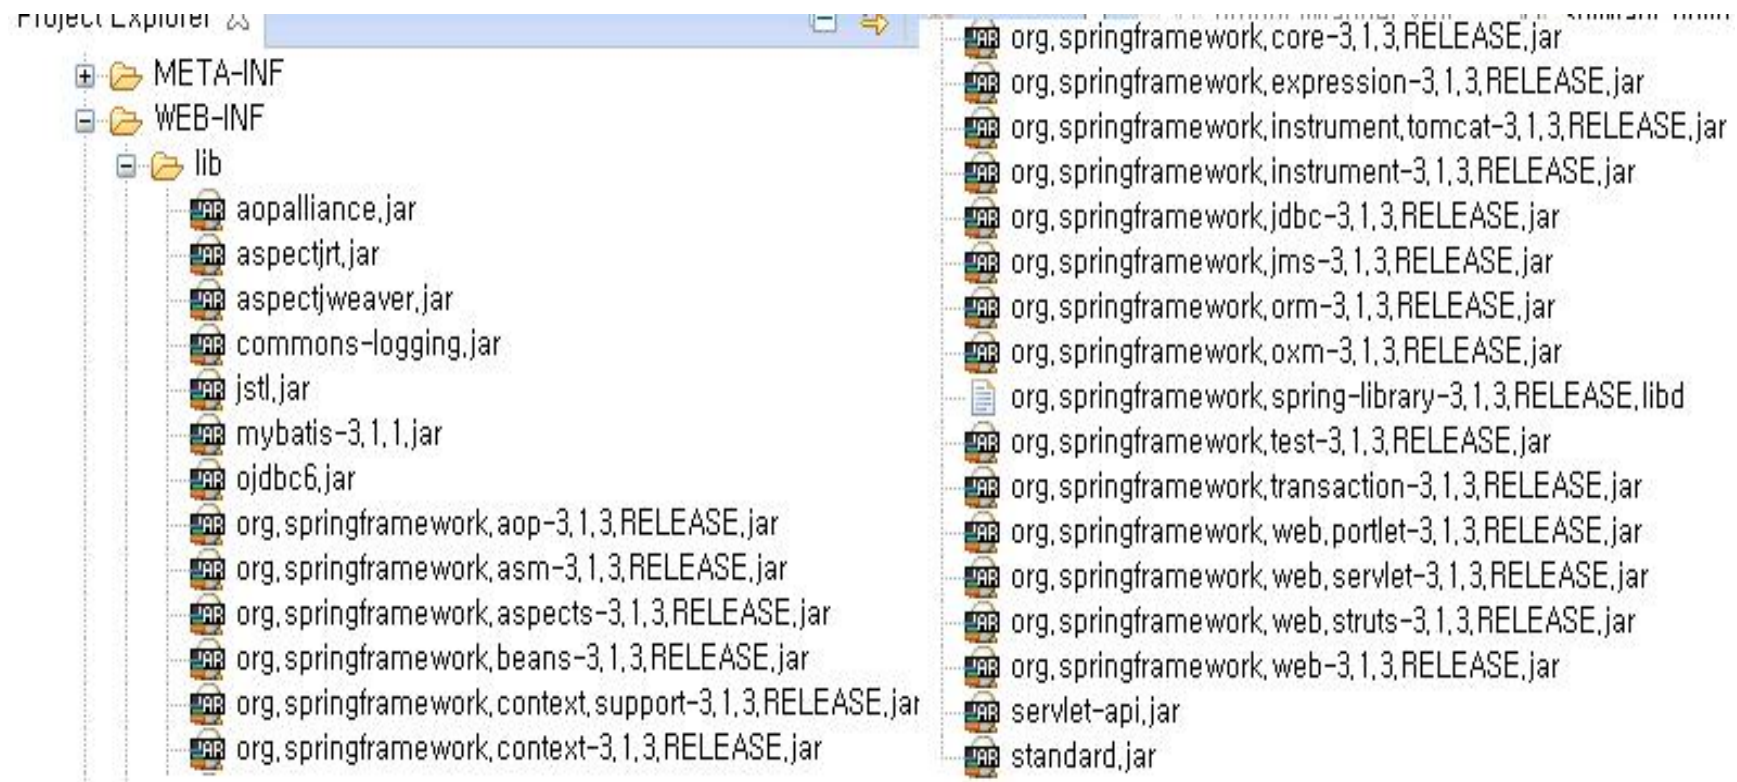 Project Explorer
META-INF
WEB-INF
lib
aopalliance.jar
aspectjrt.jar
aspectjweaver.jar
commons-logging.jar
jstl.jar
mybatis-3.1.1.jar
ojdbc6.jar
org.springframework.aop-3.1.3.RELEASE.jar
org.springframework.asm-3.1.3.RELEASE.jar
org.springframework.aspects-3.1.3.RELEASE.jar
org.springframework.beans-3.1.3.RELEASE.jar
org.springframework.context.support-3.1.3.RELEASE.jar
org.springframework.context-3.1.3.RELEASE.jar
org.springframework.core-3.1.3.RELEASE.jar
org.springframework.expression-3.1.3.RELEASE.jar
org.springframework.instrument.tomcat-3.1.3.RELEASE.jar
org.springframework.instrument-3.1.3.RELEASE.jar
org.springframework.jdbc-3.1.3.RELEASE.jar
org.springframework.jms-3.1.3.RELEASE.jar
org.springframework.orm-3.1.3.RELEASE.jar
org.springframework.oxm-3.1.3.RELEASE.jar
org.springframework.spring-library-3.1.3.RELEASE.libd
org.springframework.test-3.1.3.RELEASE.jar
org.springframework.transaction-3.1.3.RELEASE.jar
org.springframework.web.portlet-3.1.3.RELEASE.jar
org.springframework.web.servlet-3.1.3.RELEASE.jar
org.springframework.web.struts-3.1.3.RELEASE.jar
org.springframework.web-3.1.3.RELEASE.jar
servlet-api.jar
standard.jar